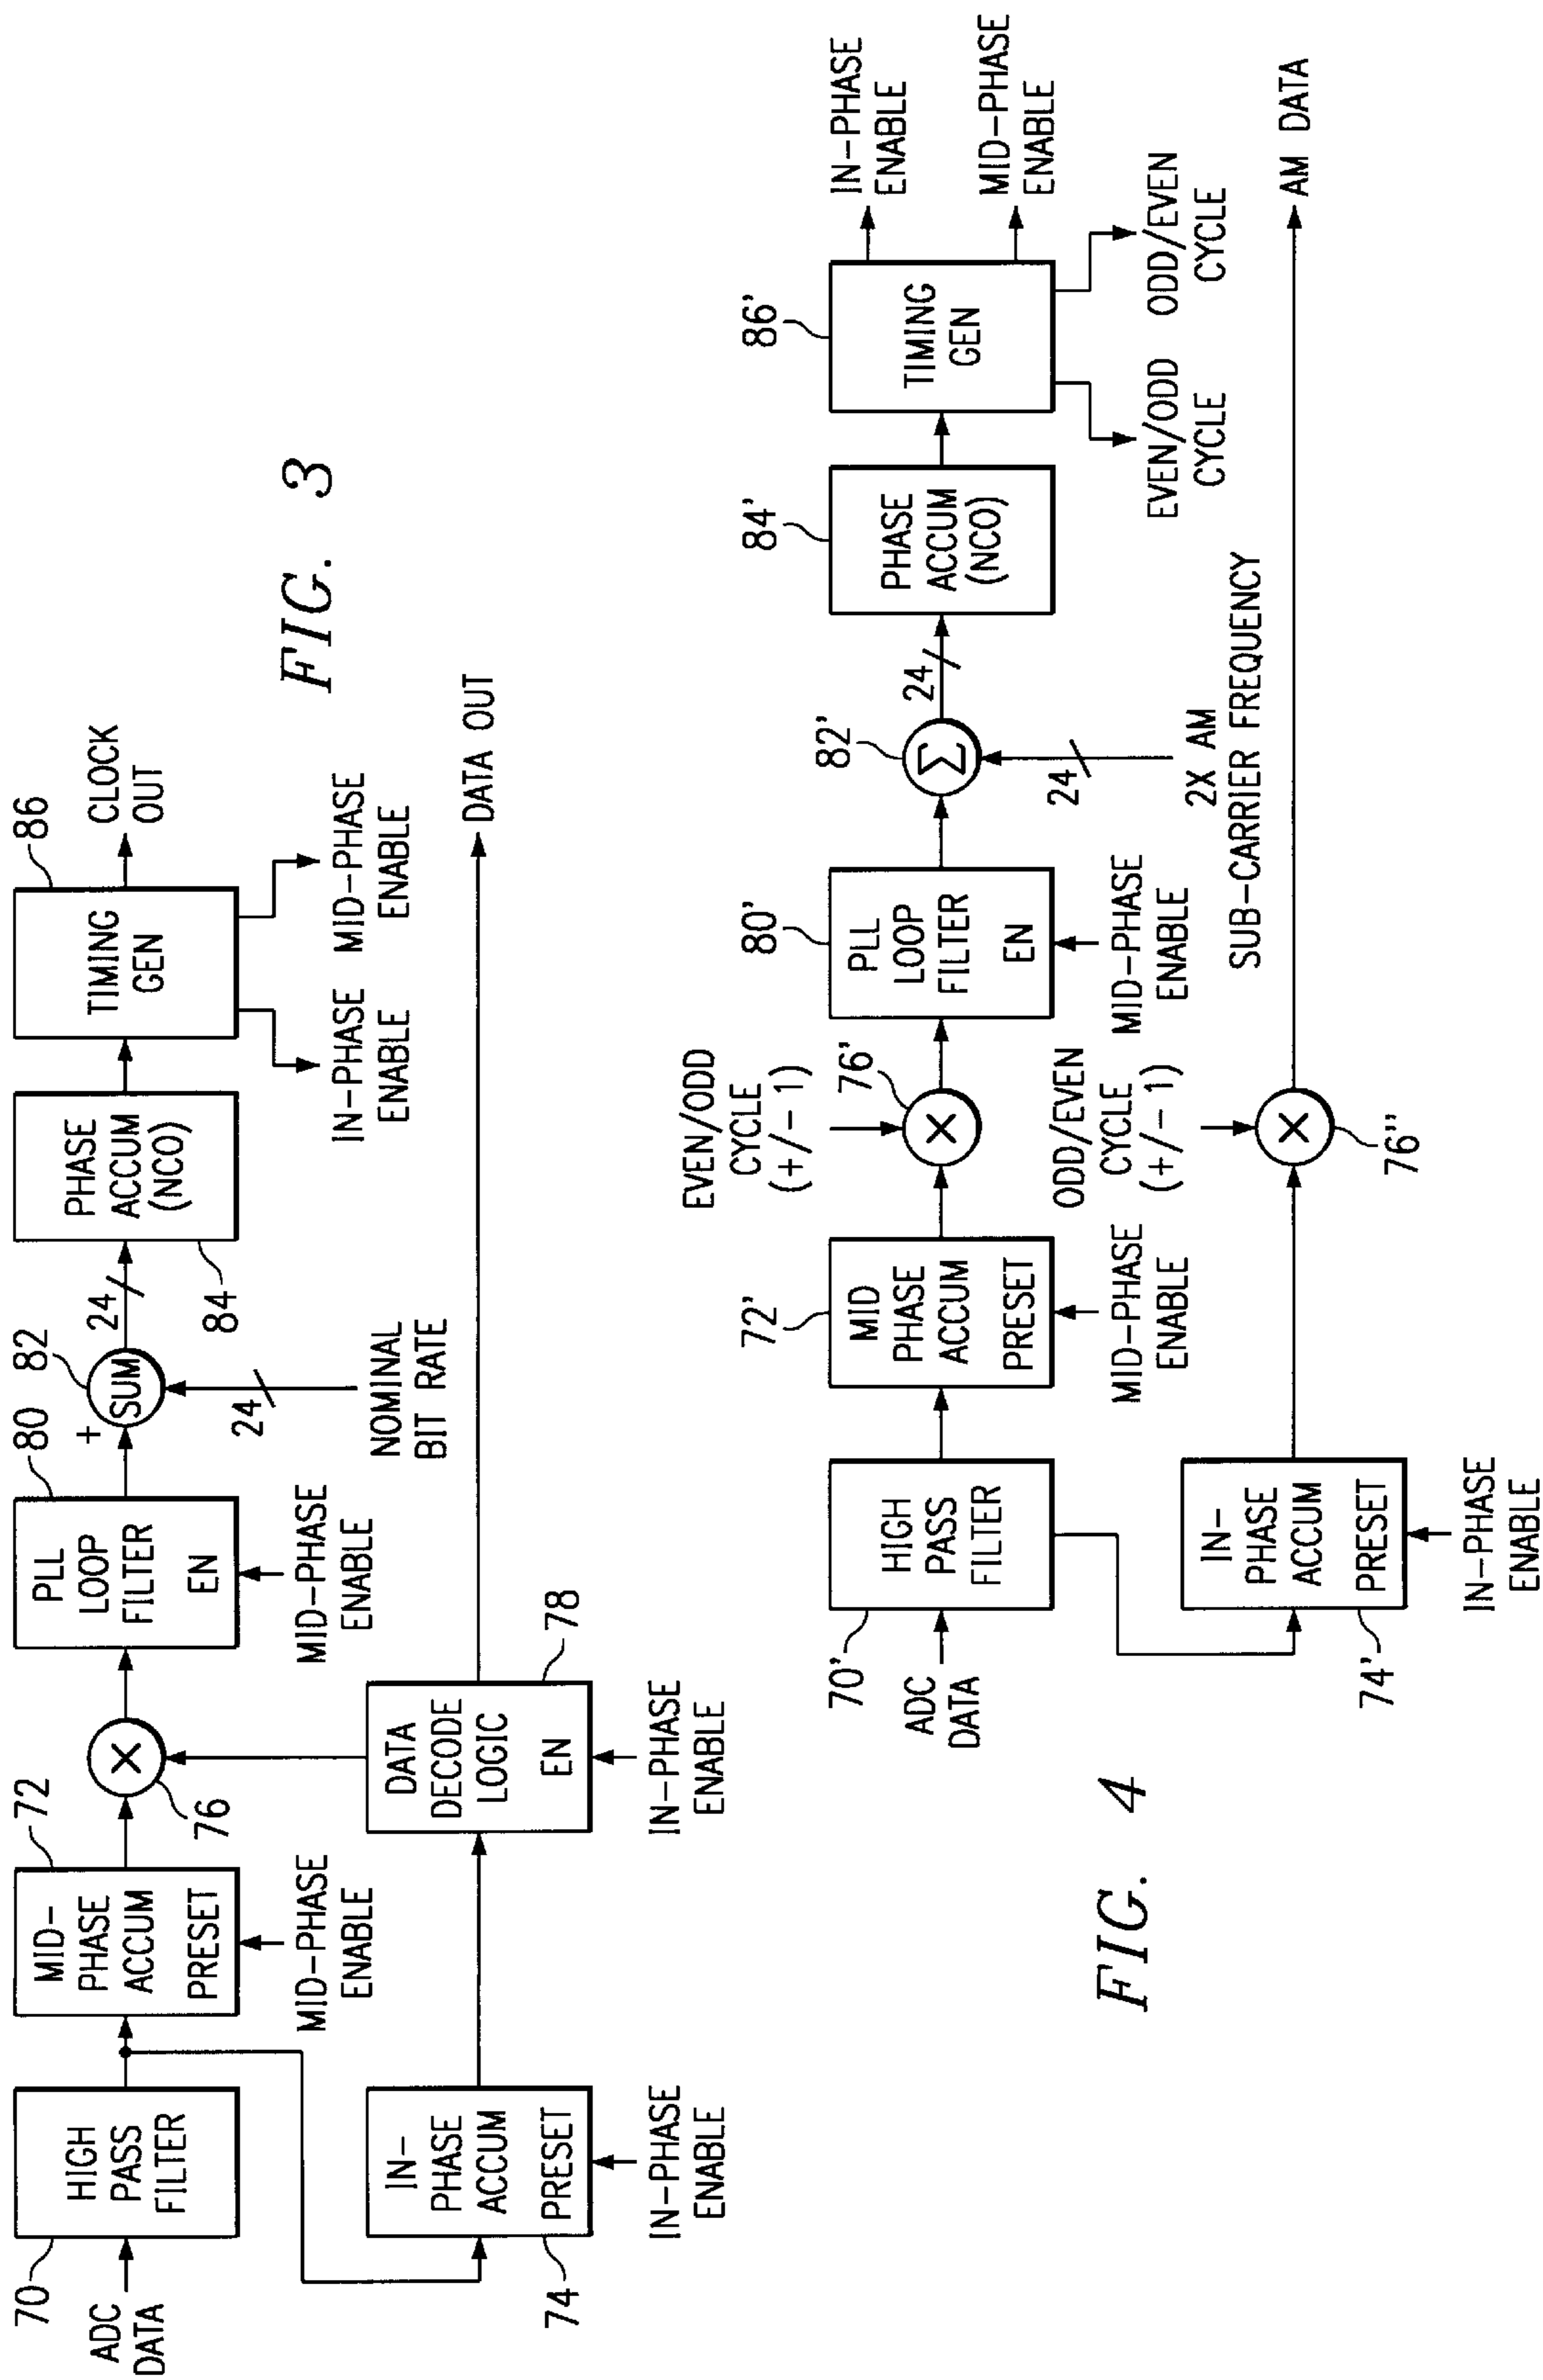 FIG. 3
ADC
DATA
70
HIGH
PASS
FILTER
72
MID-
PHASE
ACCUM
PRESET
MID-PHASE
ENABLE
76
×
80
PLL
LOOP
FILTER
EN
MID-PHASE
ENABLE
82
+
SUM
24
24
NOMINAL
BIT RATE
84
PHASE
ACCUM
(NCO)
86
TIMING
GEN
CLOCK
OUT
IN-PHASE
ENABLE
MID-PHASE
ENABLE
74
IN-
PHASE
ACCUM
PRESET
IN-PHASE
ENABLE
78
DATA
DECODE
LOGIC
EN
IN-PHASE
ENABLE
DATA OUT
FIG. 4
ADC
DATA
70'
HIGH
PASS
FILTER
72'
MID
PHASE
ACCUM
PRESET
MID-PHASE
ENABLE
EVEN/ODD
CYCLE
(+/- 1)
76'
×
80'
PLL
LOOP
FILTER
EN
MID-PHASE
ENABLE
82'
Σ
24
24
2X AM
SUB-CARRIER FREQUENCY
84'
PHASE
ACCUM
(NCO)
86'
TIMING
GEN
IN-PHASE
ENABLE
MID-PHASE
ENABLE
EVEN/ODD
CYCLE
ODD/EVEN
CYCLE
74'
IN-
PHASE
ACCUM
PRESET
IN-PHASE
ENABLE
ODD/EVEN
CYCLE
(+/- 1)
×
76"
AM DATA